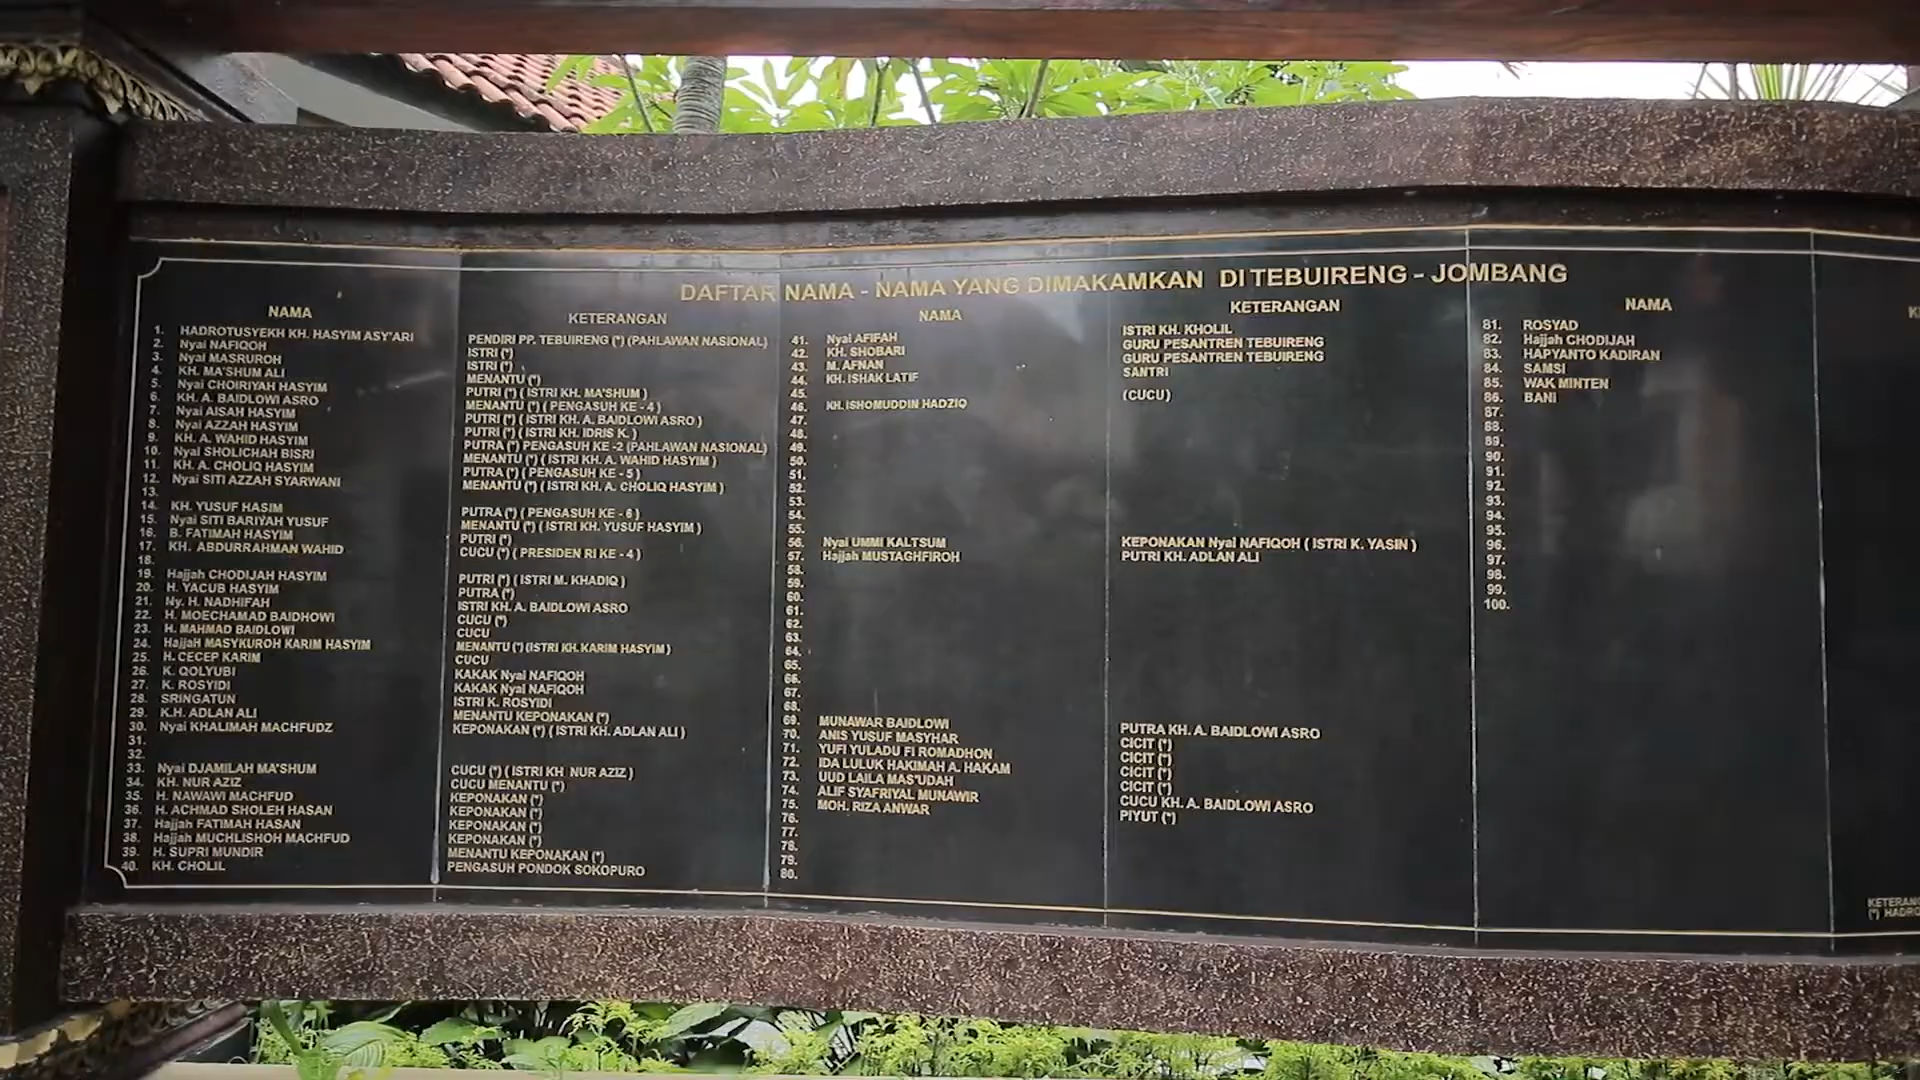 DAFTAR NAMA - NAMA YANG DIMAKAMKAN DI TEBUIRENG - JOMBANG
NAMA KETERANGAN
1. HADROTUSYEKH KH. HASYIM ASY'ARI PENDIRI PP. TEBUIRENG (*) (PAHLAWAN NASIONAL)
2. Nyai NAFIQOH ISTRI (*)
3. Nyai MASRUROH ISTRI (*)
4. KH. MA'SHUM ALI MENANTU (*)
5. Nyai CHOIRIYAH HASYIM PUTRI (*) ( ISTRI KH. MA'SHUM )
6. KH. A. BAIDLOWI ASRO MENANTU (*) ( PENGASUH KE - 4 )
7. Nyai AISAH HASYIM PUTRI (*) ( ISTRI KH. A. BAIDLOWI ASRO )
8. Nyai AZZAH HASYIM PUTRI (*) ( ISTRI KH. IDRIS K. )
9. KH. A. WAHID HASYIM PUTRA (*) PENGASUH KE -2 (PAHLAWAN NASIONAL)
10. Nyai SHOLICHAH BISRI MENANTU (*) ( ISTRI KH. A. WAHID HASYIM )
11. KH. A. CHOLIQ HASYIM PUTRA (*) ( PENGASUH KE - 5 )
12. Nyai SITI AZZAH SYARWANI MENANTU (*) ( ISTRI KH. A. CHOLIQ HASYIM )
13.
14. KH. YUSUF HASIM PUTRA (*) ( PENGASUH KE - 6 )
15. Nyai SITI BARIYAH YUSUF MENANTU (*) ( ISTRI KH. YUSUF HASYIM )
16. B. FATIMAH HASYIM PUTRI (*)
17. KH. ABDURRAHMAN WAHID CUCU (*) ( PRESIDEN RI KE - 4 )
18.
19. Hajjah CHODIJAH HASYIM PUTRI (*) ( ISTRI M. KHADIQ )
20. H. YACUB HASYIM PUTRA (*)
21. Ny. H. NADHIFAH ISTRI KH. A. BAIDLOWI ASRO
22. H. MOECHAMAD BAIDHOWI CUCU (*)
23. H. MAHMAD BAIDLOWI CUCU
24. Hajjah MASYKUROH KARIM HASYIM MENANTU (*) (ISTRI KH. KARIM HASYIM )
25. H. CECEP KARIM CUCU
26. K. QOLYUBI KAKAK Nyai NAFIQOH
27. K. ROSYIDI KAKAK Nyai NAFIQOH
28. SRINGATUN ISTRI K. ROSYIDI
29. K.H. ADLAN ALI MENANTU KEPONAKAN (*)
30. Nyai KHALIMAH MACHFUDZ KEPONAKAN (*) ( ISTRI KH. ADLAN ALI )
31.
32.
33. Nyai DJAMILAH MA'SHUM CUCU (*) ( ISTRI KH NUR AZIZ )
34. KH. NUR AZIZ CUCU MENANTU (*)
35. H. NAWAWI MACHFUD KEPONAKAN (*)
36. H. ACHMAD SHOLEH HASAN KEPONAKAN (*)
37. Hajjah FATIMAH HASAN KEPONAKAN (*)
38. Hajjah MUCHLISHOH MACHFUD KEPONAKAN (*)
39. H. SUPRI MUNDIR MENANTU KEPONAKAN (*)
40. KH. CHOLIL PENGASUH PONDOK SOKOPURO
NAMA KETERANGAN
41. Nyai AFIFAH ISTRI KH. KHOLIL
42. KH. SHOBARI GURU PESANTREN TEBUIRENG
43. M. AFNAN GURU PESANTREN TEBUIRENG
44. KH. ISHAK LATIF SANTRI
45.
46. KH. ISHOMUDDIN HADZIQ (CUCU)
47.
48.
49.
50.
51.
52.
53.
54.
55.
56. Nyai UMMI KALTSUM KEPONAKAN Nyai NAFIQOH ( ISTRI K. YASIN )
57. Hajjah MUSTAGHFIROH PUTRI KH. ADLAN ALI
58.
59.
60.
61.
62.
63.
64.
65.
66.
67.
68.
69. MUNAWAR BAIDLOWI PUTRA KH. A. BAIDLOWI ASRO
70. ANIS YUSUF MASYHAR CICIT (*)
71. YUFI YULADU FI ROMADHON CICIT (*)
72. IDA LULUK HAKIMAH A. HAKAM CICIT (*)
73. UUD LAILA MAS'UDAH CICIT (*)
74. ALIF SYAFRIYAL MUNAWIR CUCU KH. A. BAIDLOWI ASRO
75. MOH. RIZA ANWAR PIYUT (*)
76.
77.
78.
79.
80.
NAMA
81. ROSYAD
82. Hajjah CHODIJAH
83. HAPYANTO KADIRAN
84. SAMSI
85. WAK MINTEN
86. BANI
87.
88.
89.
90.
91.
92.
93.
94.
95.
96.
97.
98.
99.
100.